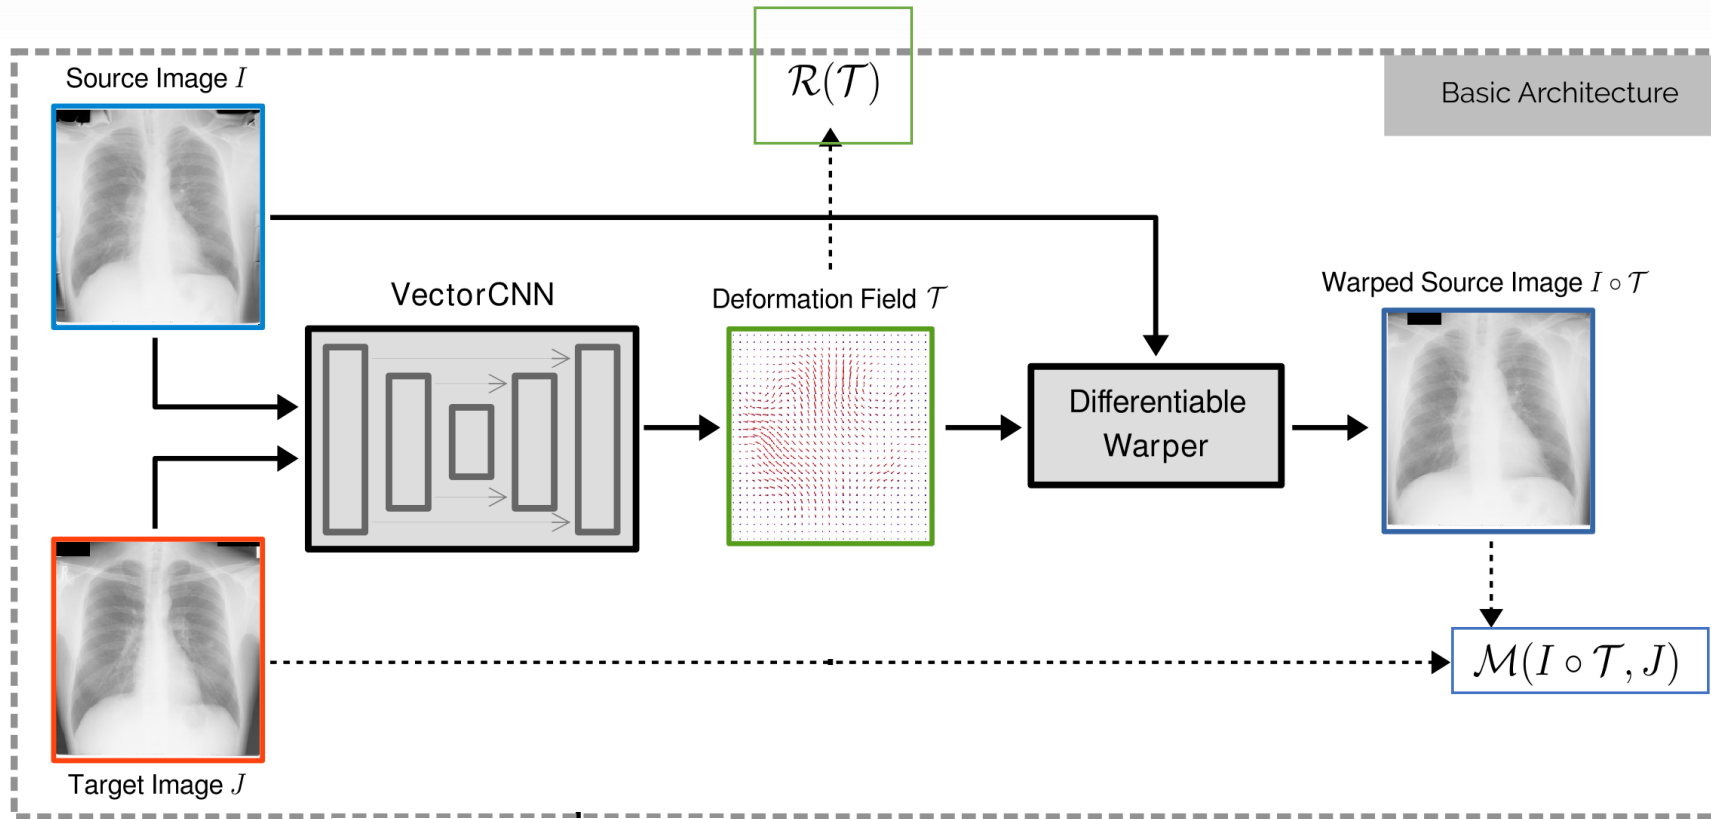 Source Image I
R(T)
Basic Architecture
VectorCNN
Deformation Field T
Warped Source Image I ∘ T
Differentiable
Warper
M(I ∘ T, J)
Target Image J